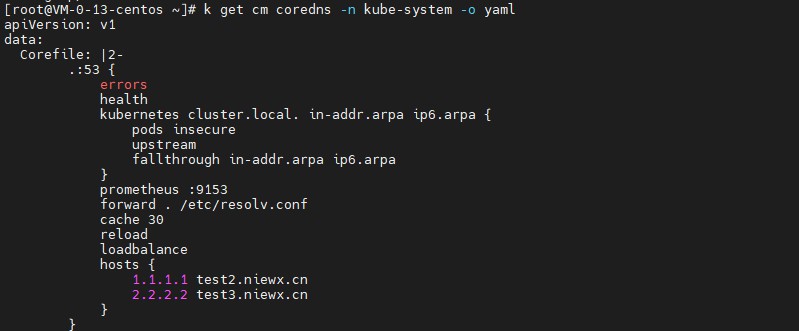 [root@VM-0-13-centos ~]# k get cm coredns -n kube-system -o yaml
apiVersion: v1
data:
  Corefile: |2-
        .:53 {
            errors
            health
            kubernetes cluster.local. in-addr.arpa ip6.arpa {
                pods insecure
                upstream
                fallthrough in-addr.arpa ip6.arpa
            }
            prometheus :9153
            forward . /etc/resolv.conf
            cache 30
            reload
            loadbalance
            hosts {
                1.1.1.1 test2.niewx.cn
                2.2.2.2 test3.niewx.cn
            }
        }